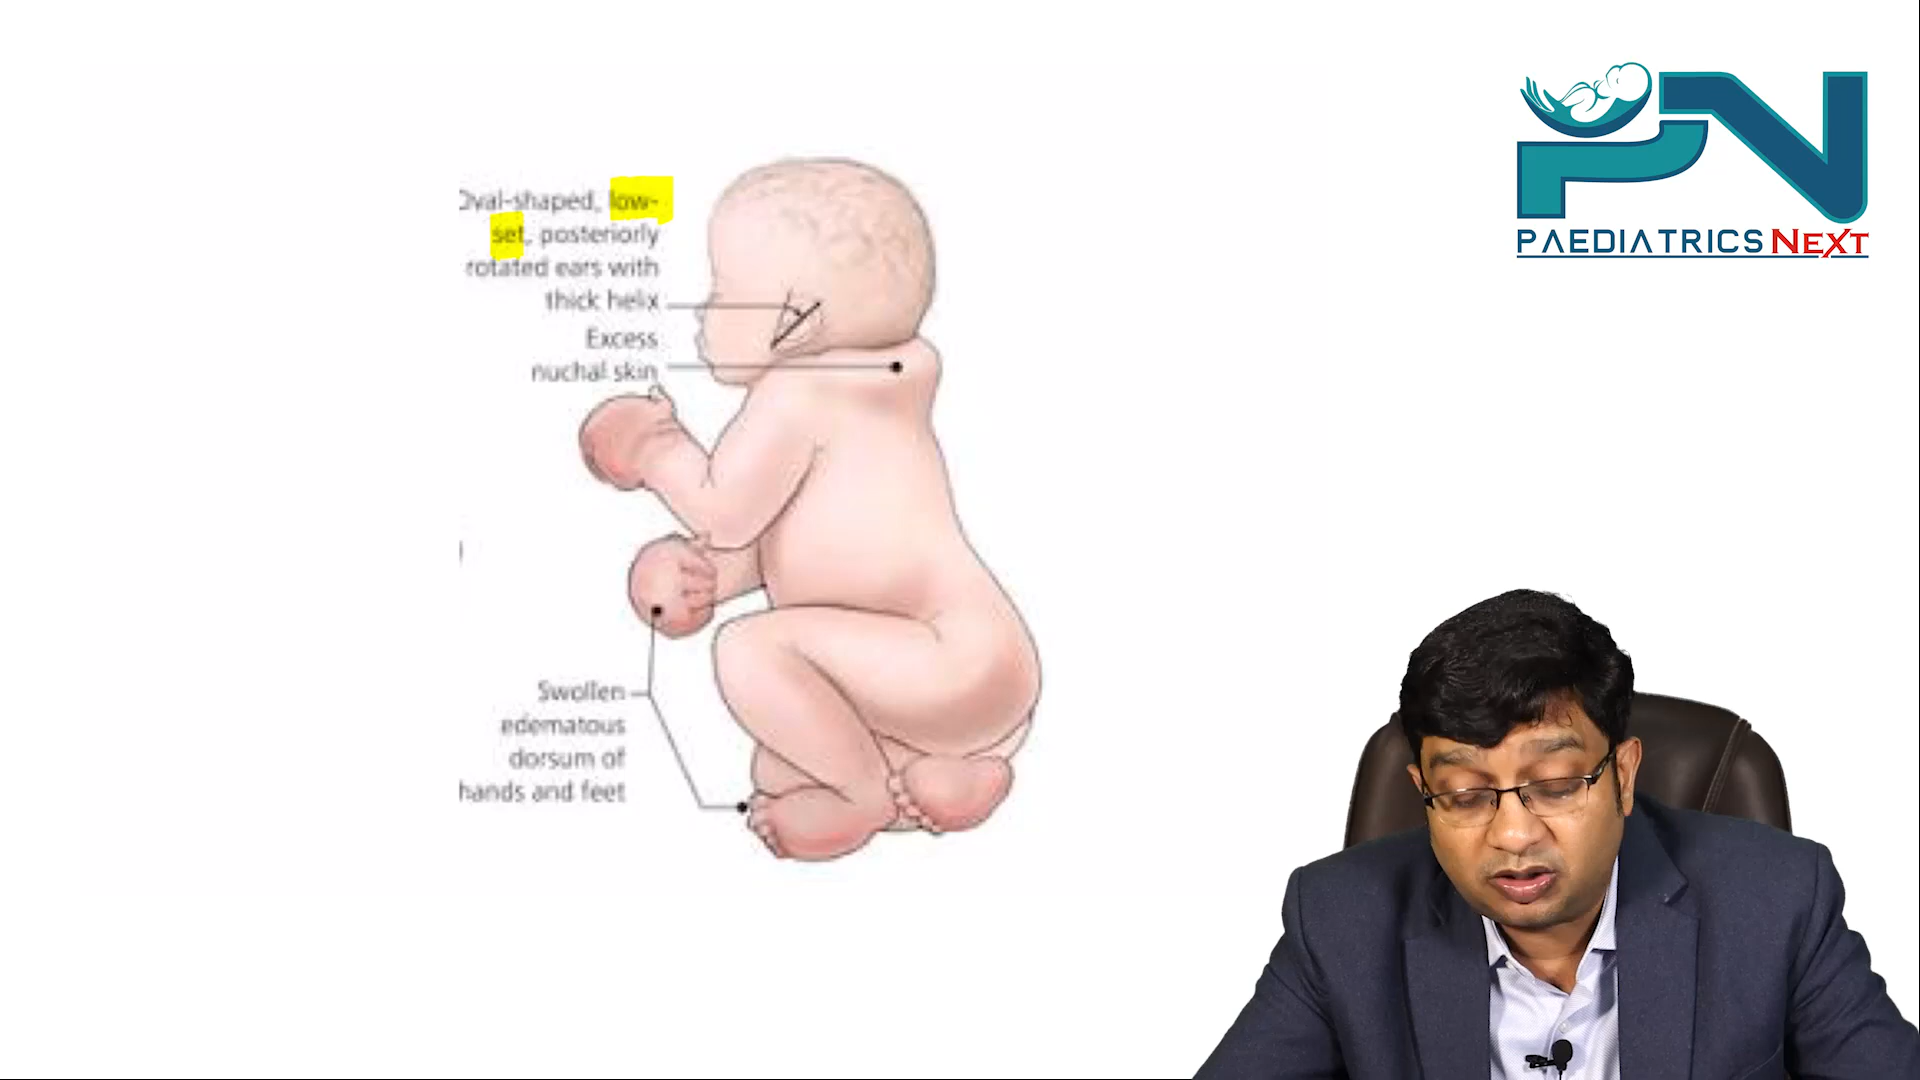 Oval-shaped, low-
set, posteriorly
rotated ears with
thick helix
Excess
nuchal skin
Swollen
edematous
dorsum of
hands and feet
PN
PAEDIATRICS NEXT